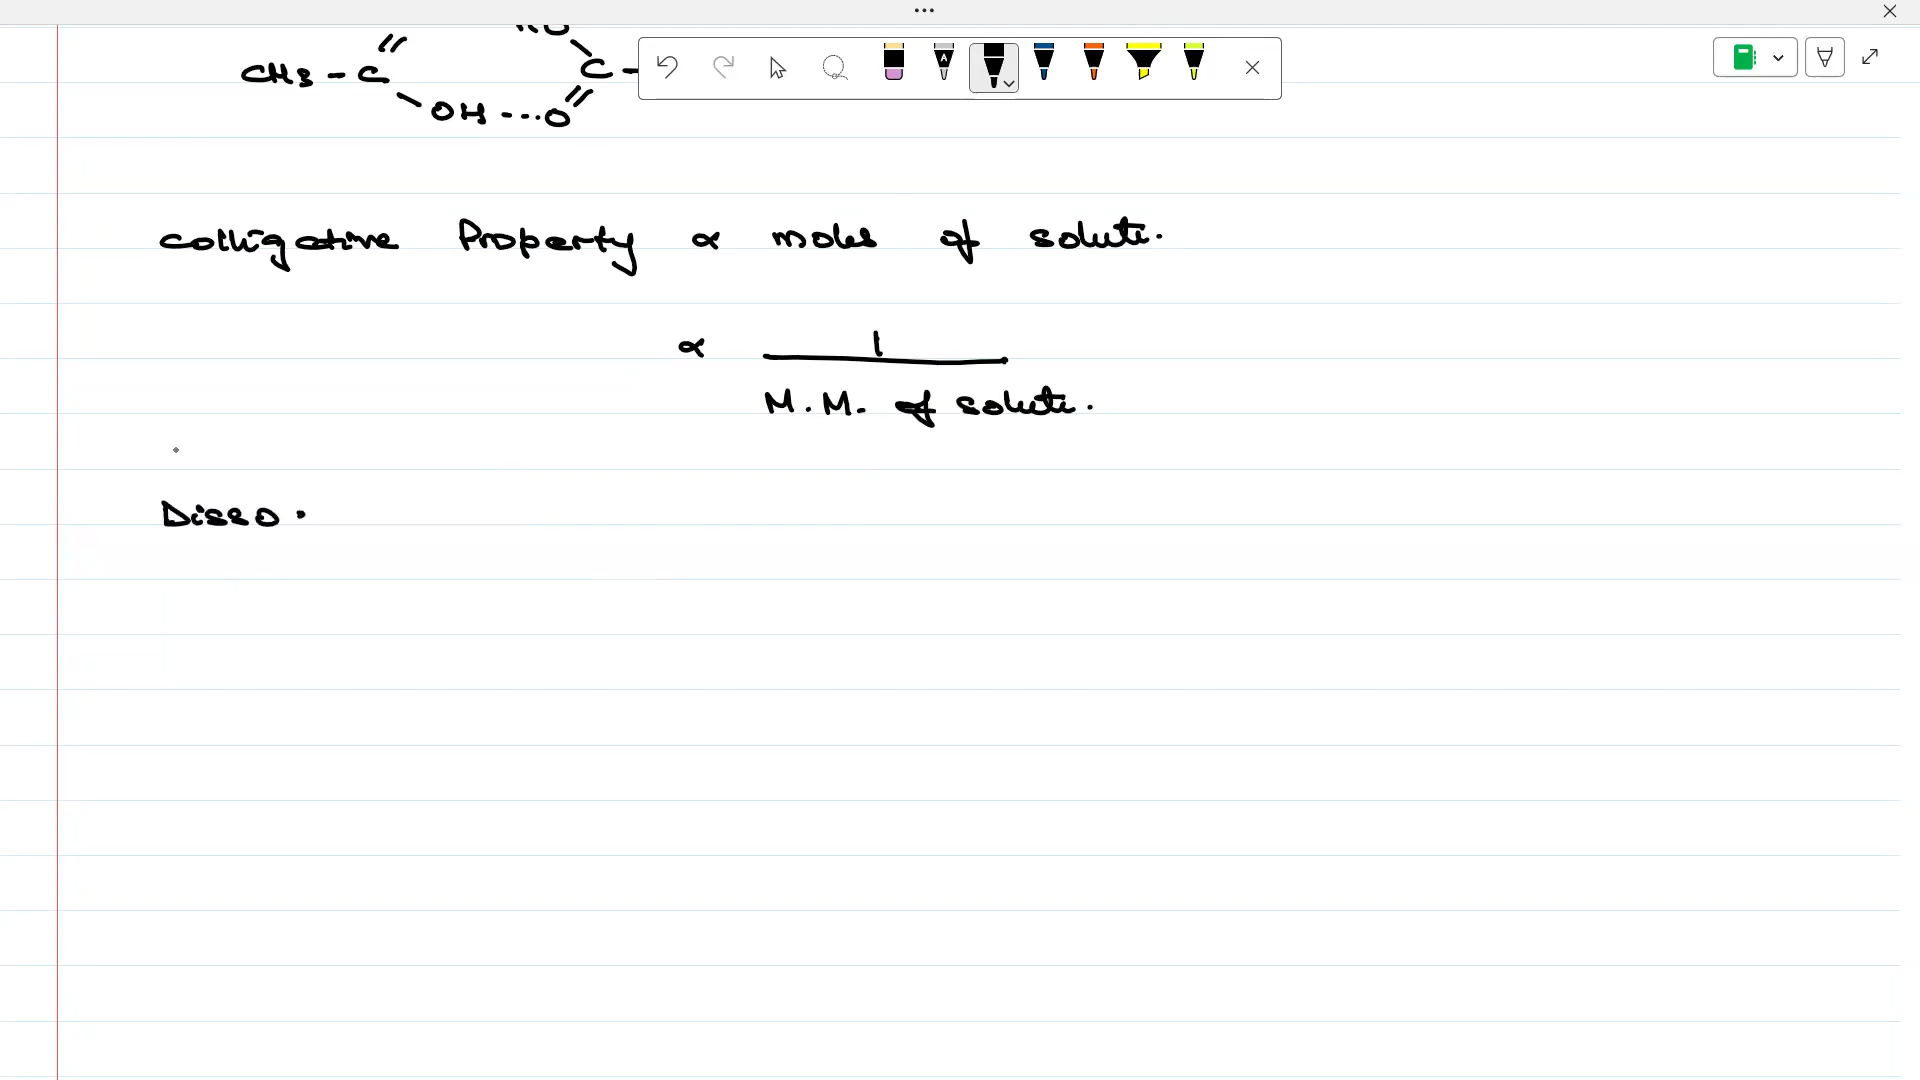 CH3 - C
C -
OH ... O
Colligative Property ∝ moles of solute.
∝ 1
M.M. of solute.
Disso.